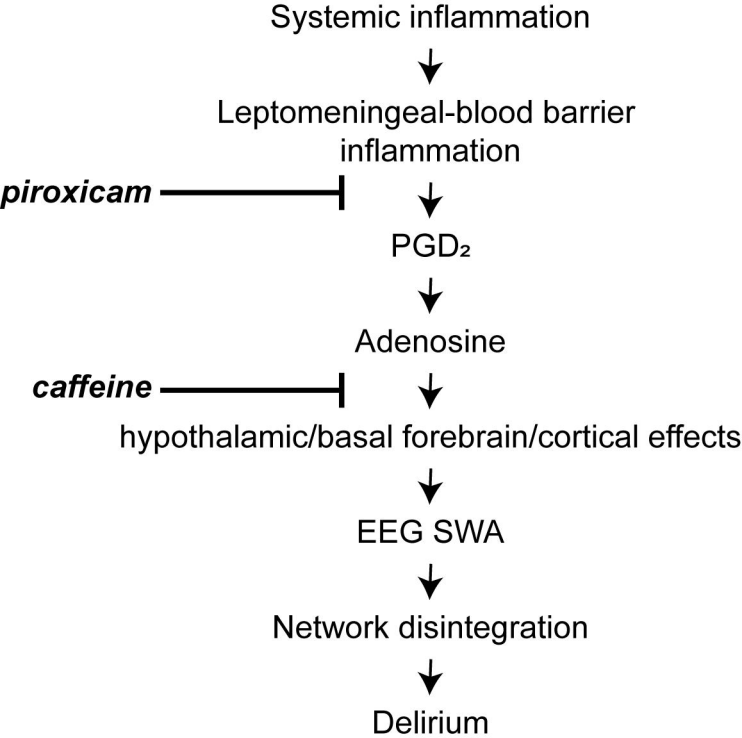 Systemic inflammation
Leptomeningeal-blood barrier
inflammation
piroxicam
PGD₂
Adenosine
caffeine
hypothalamic/basal forebrain/cortical effects
EEG SWA
Network disintegration
Delirium